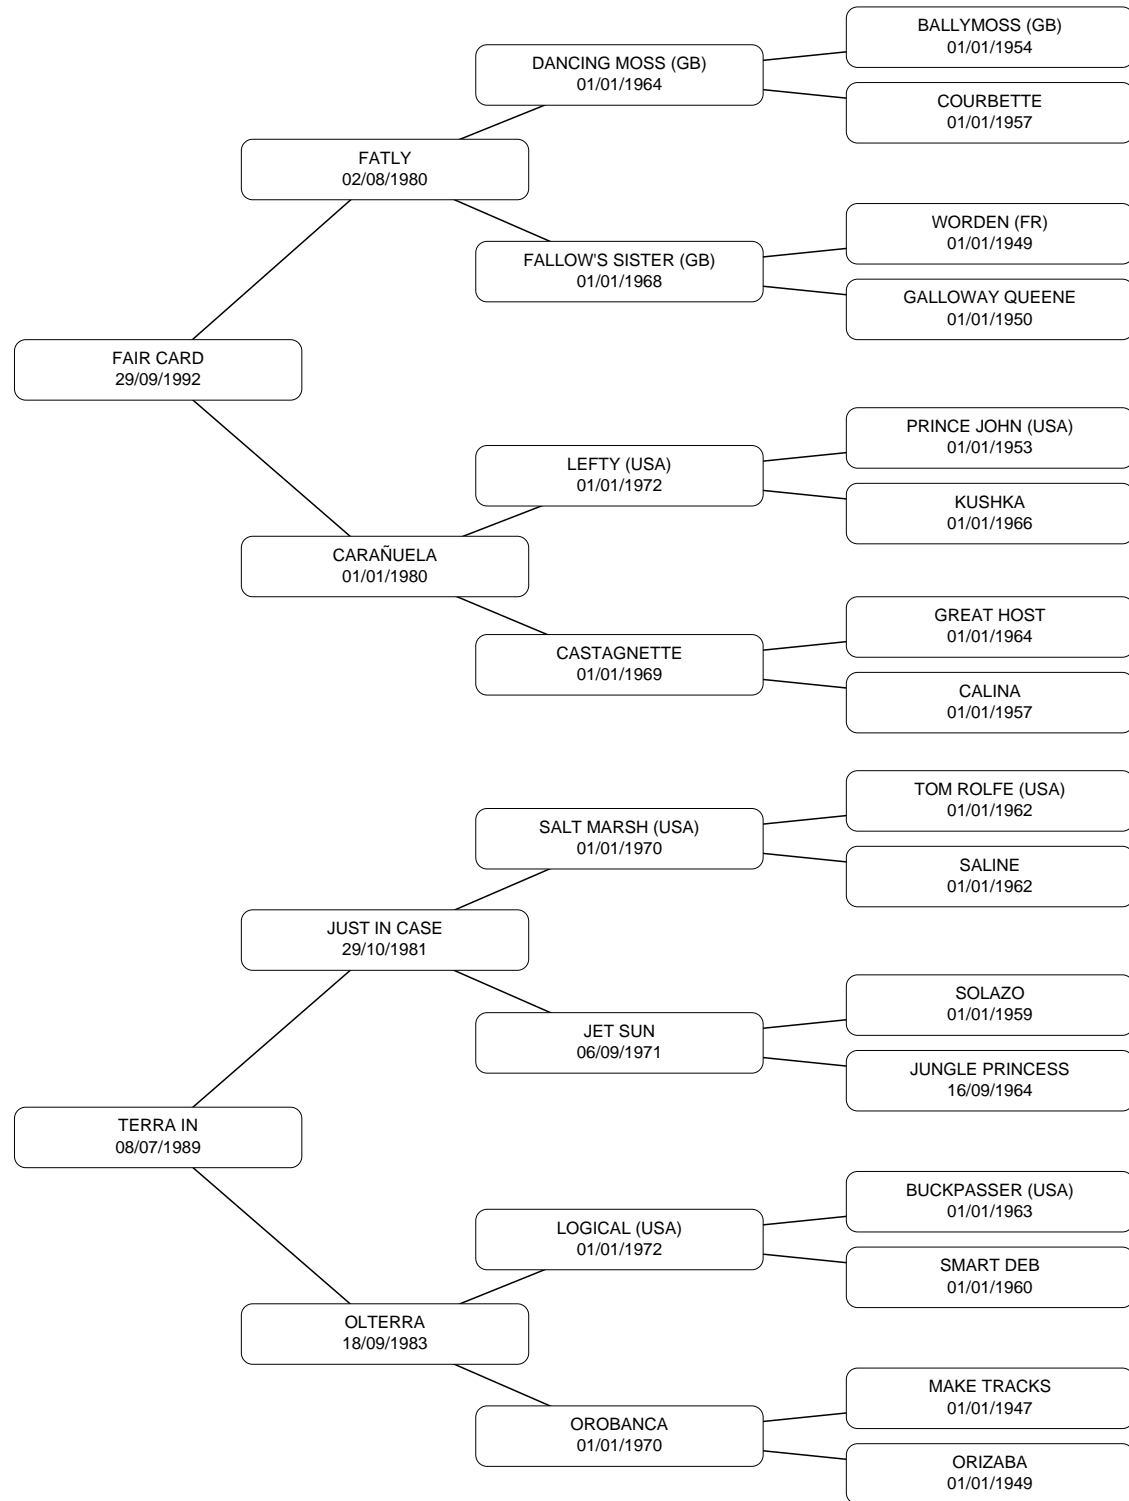 BALLYMOSS (GB)
01/01/1954
DANCING MOSS (GB)
01/01/1964
COURBETTE
01/01/1957
FATLY
02/08/1980
WORDEN (FR)
01/01/1949
FALLOW'S SISTER (GB)
01/01/1968
GALLOWAY QUEENE
01/01/1950
FAIR CARD
29/09/1992
PRINCE JOHN (USA)
01/01/1953
LEFTY (USA)
01/01/1972
KUSHKA
01/01/1966
CARAÑUELA
01/01/1980
GREAT HOST
01/01/1964
CASTAGNETTE
01/01/1969
CALINA
01/01/1957
TOM ROLFE (USA)
01/01/1962
SALT MARSH (USA)
01/01/1970
SALINE
01/01/1962
JUST IN CASE
29/10/1981
SOLAZO
01/01/1959
JET SUN
06/09/1971
JUNGLE PRINCESS
16/09/1964
TERRA IN
08/07/1989
BUCKPASSER (USA)
01/01/1963
LOGICAL (USA)
01/01/1972
SMART DEB
01/01/1960
OLTERRA
18/09/1983
MAKE TRACKS
01/01/1947
OROBANCA
01/01/1970
ORIZABA
01/01/1949